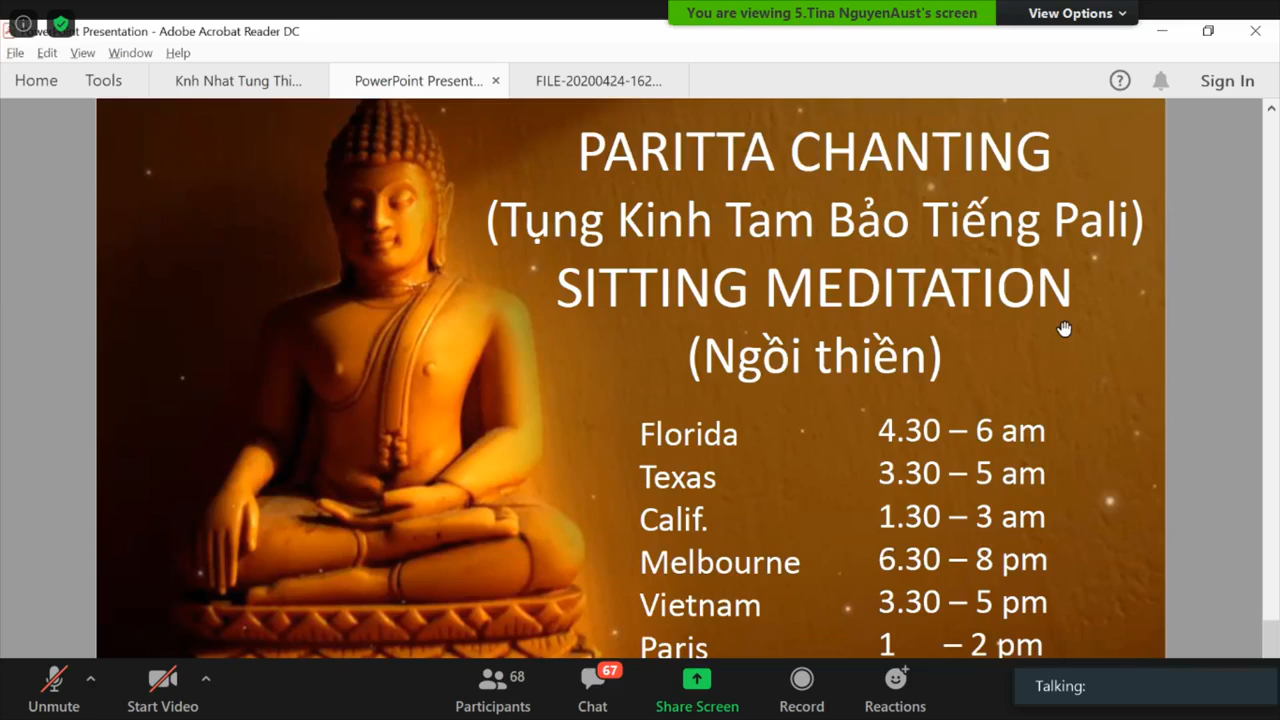 You are viewing 5.Tina NguyenAust's screen
View Options
PowerPoint Presentation - Adobe Acrobat Reader DC
File Edit View Window Help
Home Tools Knh Nhat Tung Thi... PowerPoint Present... × FILE-20200424-162... Sign In
PARITTA CHANTING
(Tụng Kinh Tam Bảo Tiếng Pali)
SITTING MEDITATION
(Ngồi thiền)
Florida 4.30 – 6 am
Texas 3.30 – 5 am
Calif. 1.30 – 3 am
Melbourne 6.30 – 8 pm
Vietnam 3.30 – 5 pm
Paris 1 – 2 pm
68
67
Talking:
Unmute Start Video Participants Chat Share Screen Record Reactions